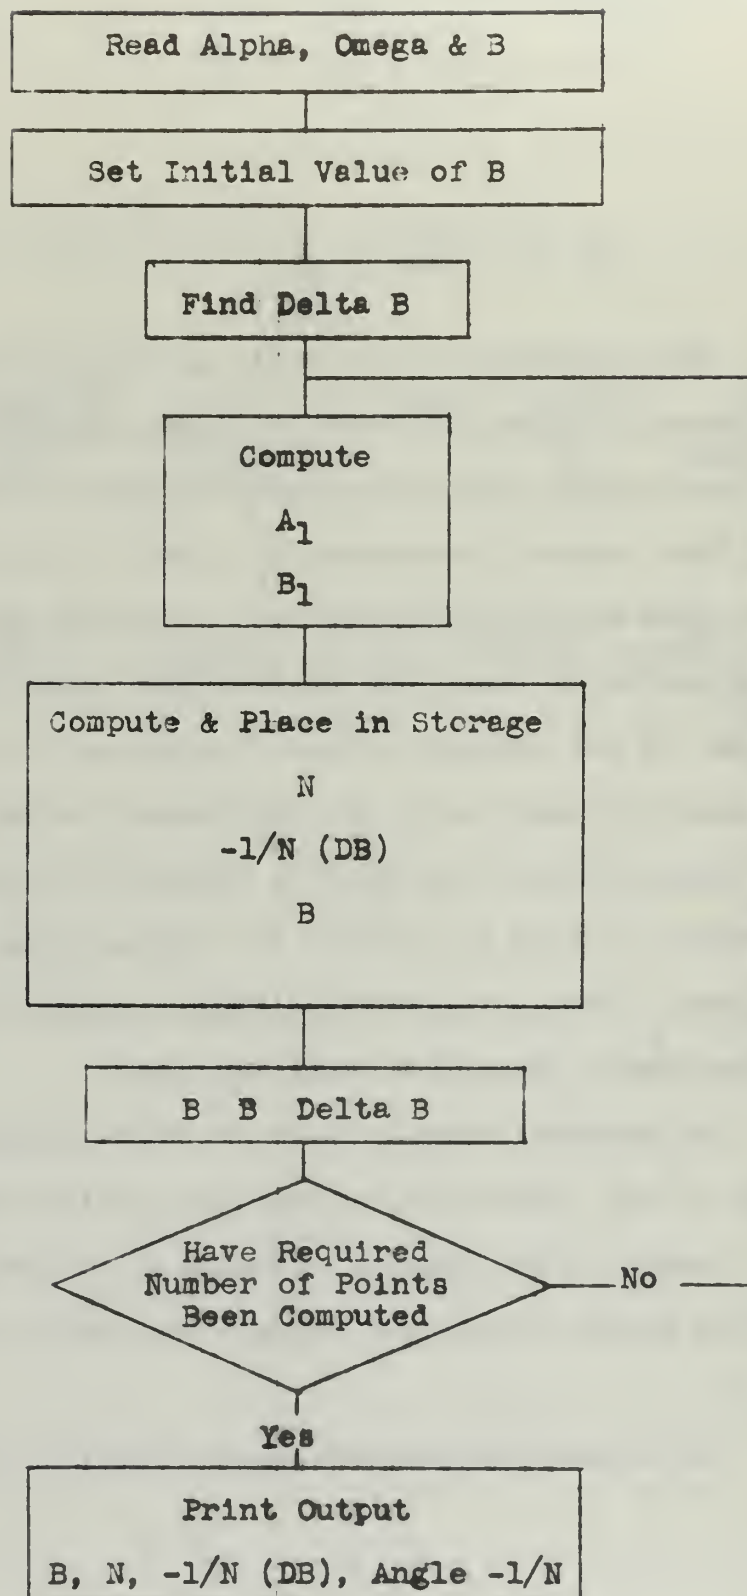 Read Alpha, Omega & B
Set Initial Value of B
Find Delta B
Compute
A1
B1
Compute & Place in Storage
N
-1/N (DB)
B
B B Delta B
Have Required
Number of Points
Been Computed
No
Yes
Print Output
B, N, -1/N (DB), Angle -1/N